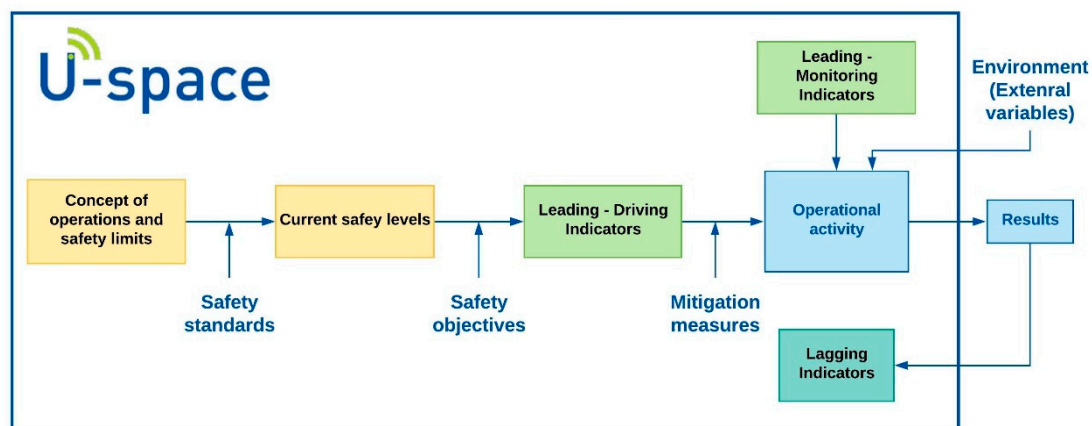 U-space
Leading -
Monitoring
Indicators
Environment
(Extenral
variables)
Concept of
operations and
safety limits
Current safey levels
Leading - Driving
Indicators
Operational
activity
Results
Safety
standards
Safety
objectives
Mitigation
measures
Lagging
Indicators